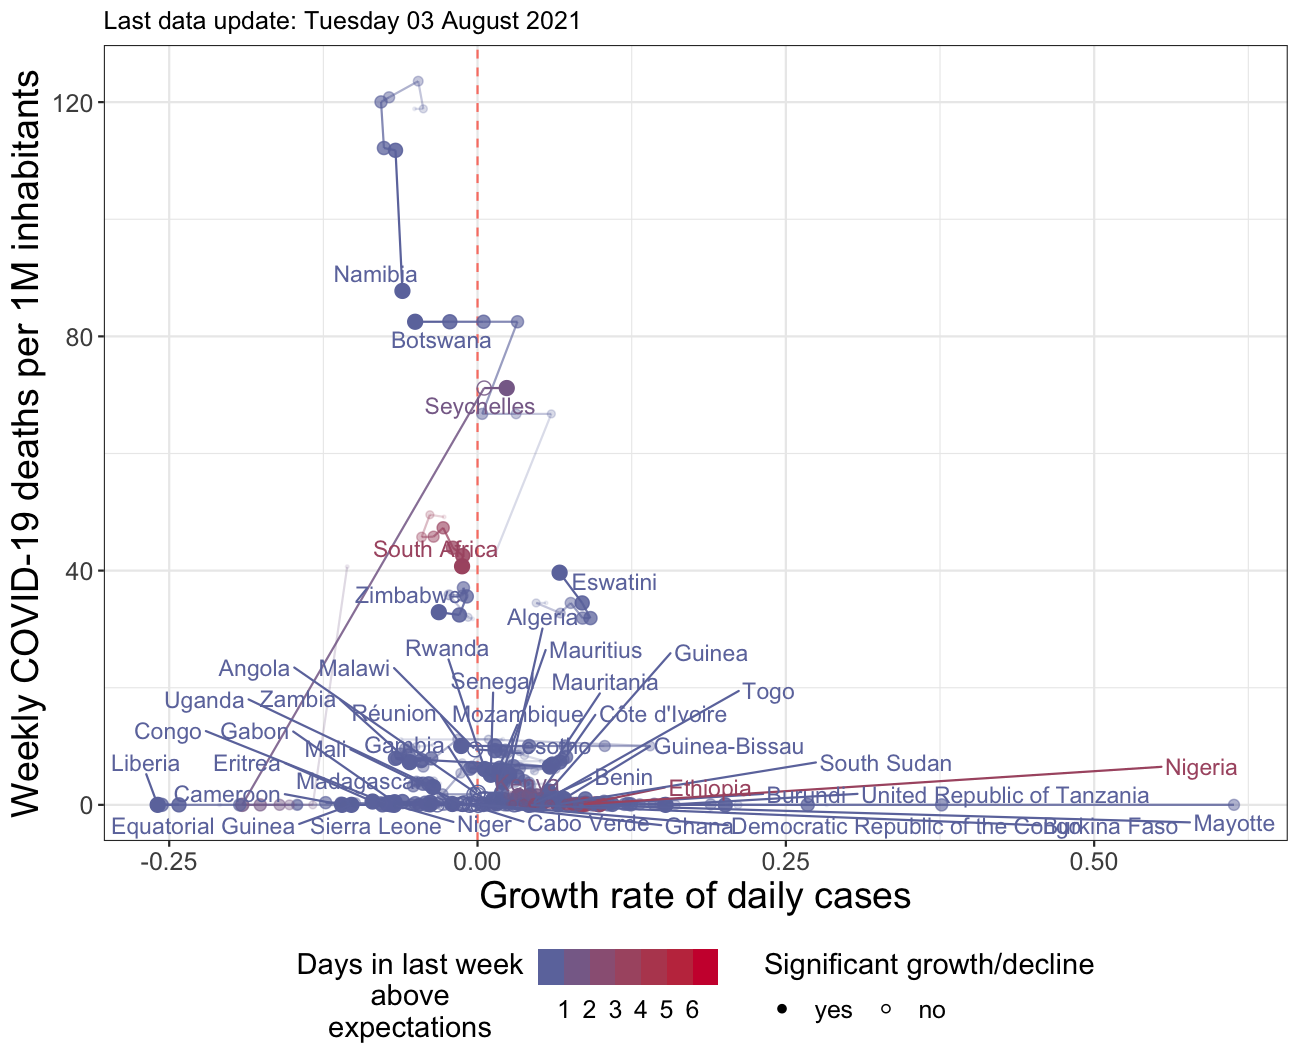 Last data update: Tuesday 03 August 2021
Weekly COVID-19 deaths per 1M inhabitants
120
80
40
0
Namibia
Botswana
Seychelles
South Africa
Zimbabwe
Eswatini
Algeria
Rwanda
Mauritius
Guinea
Angola
Malawi
Senegal
Mauritania
Togo
Uganda
Zambia
Réunion
Mozambique
Côte d'Ivoire
Congo
Gabon
Mali
Gambia
Lesotho
Guinea-Bissau
Liberia
Eritrea
South Sudan
Nigeria
Madagascar
Benin
Ethiopia
Cameroon
Burundi
United Republic of Tanzania
Equatorial Guinea
Sierra Leone
Niger
Cabo Verde
Ghana
Democratic Republic of the Congo
Burkina Faso
Mayotte
-0.25
0.00
0.25
0.50
Growth rate of daily cases
Days in last week
above
expectations
1 2 3 4 5 6
Significant growth/decline
yes
no